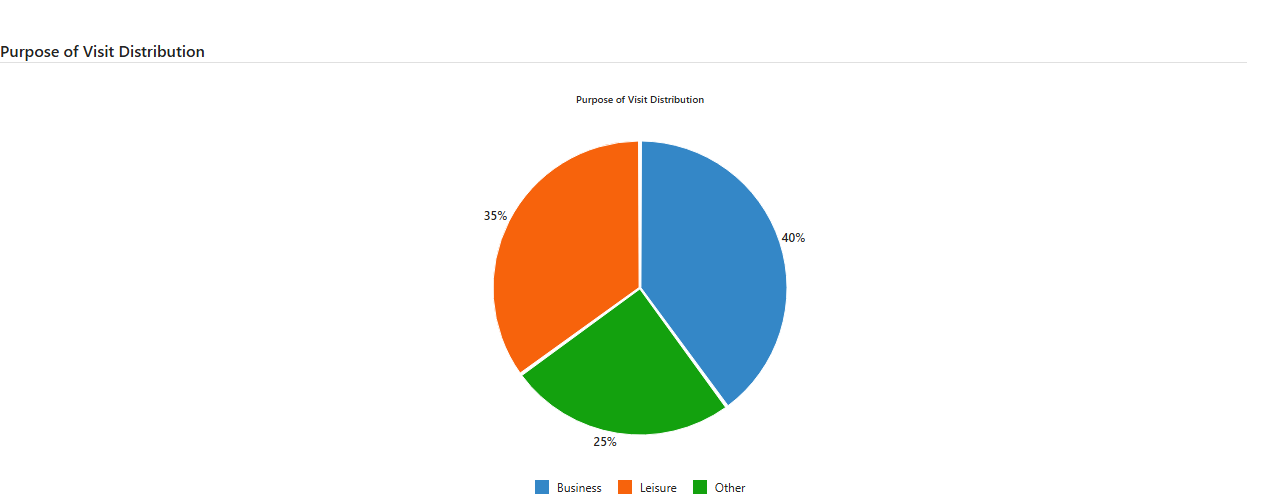 Purpose of Visit Distribution
Purpose of Visit Distribution
35%
40%
25%
Business Leisure Other